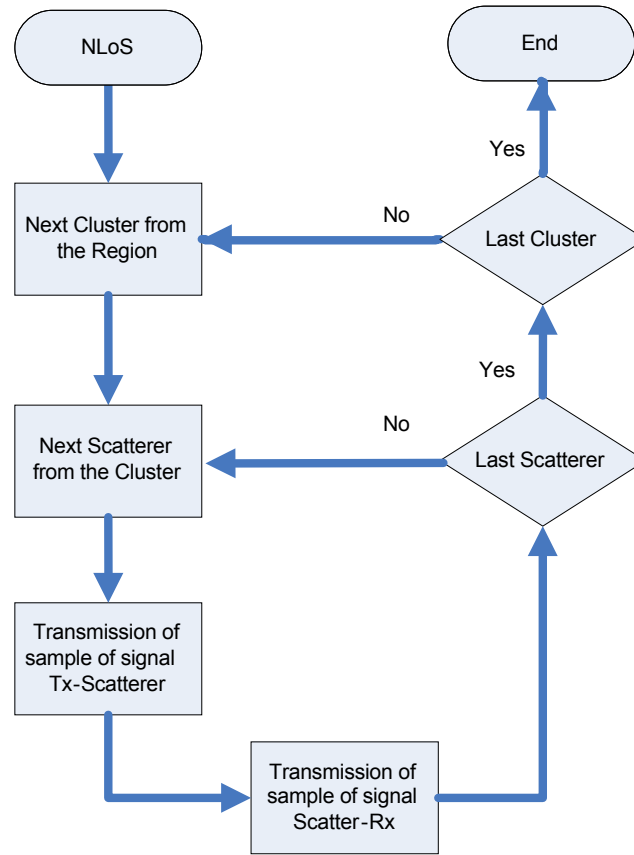 NLoS
End
Yes
Next Cluster from
the Region
No
Last Cluster
Yes
Next Scatterer
from the Cluster
No
Last Scatterer
Transmission of
sample of signal
Tx-Scatterer
Transmission of
sample of signal
Scatter-Rx